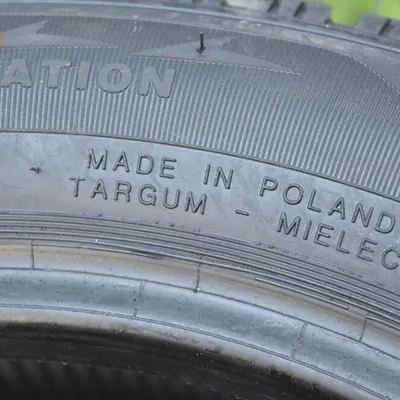 ATION
MADE IN POLAND
TARGUM - MIELEC